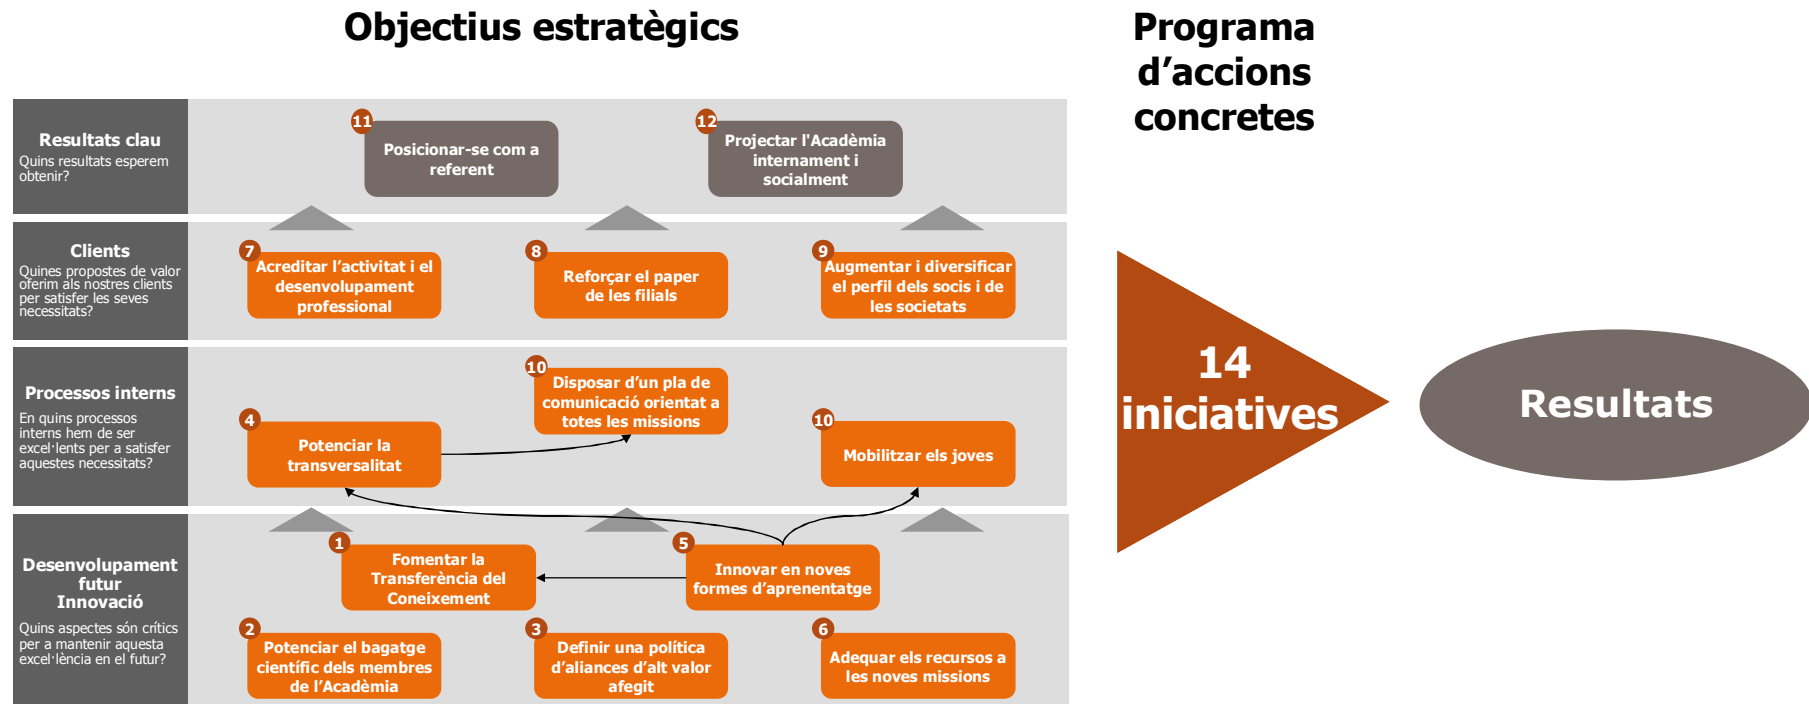 Objectius estratègics
Programa
d’accions
concretes
Resultats clau
Quins resultats esperem
obtenir?
11
Posicionar-se com a
referent
12
Projectar l'Acadèmia
internament i
socialment
Clients
Quines propostes de valor
oferim als nostres clients
per satisfer les seves
necessitats?
7
Acreditar l’activitat i el
desenvolupament
professional
8
Reforçar el paper
de les filials
9
Augmentar i diversificar
el perfil dels socis i de
les societats
Processos interns
En quins processos
interns hem de ser
excel·lents per a satisfer
aquestes necessitats?
4
Potenciar la
transversalitat
10
Disposar d’un pla de
comunicació orientat a
totes les missions
10
Mobilitzar els joves
Desenvolupament
futur
Innovació
Quins aspectes són crítics
per a mantenir aquesta
excel·lència en el futur?
1
Fomentar la
Transferència del
Coneixement
5
Innovar en noves
formes d’aprenentatge
2
Potenciar el bagatge
científic dels membres
de l’Acadèmia
3
Definir una política
d’aliances d’alt valor
afegit
6
Adequar els recursos a
les noves missions
14
iniciatives
Resultats